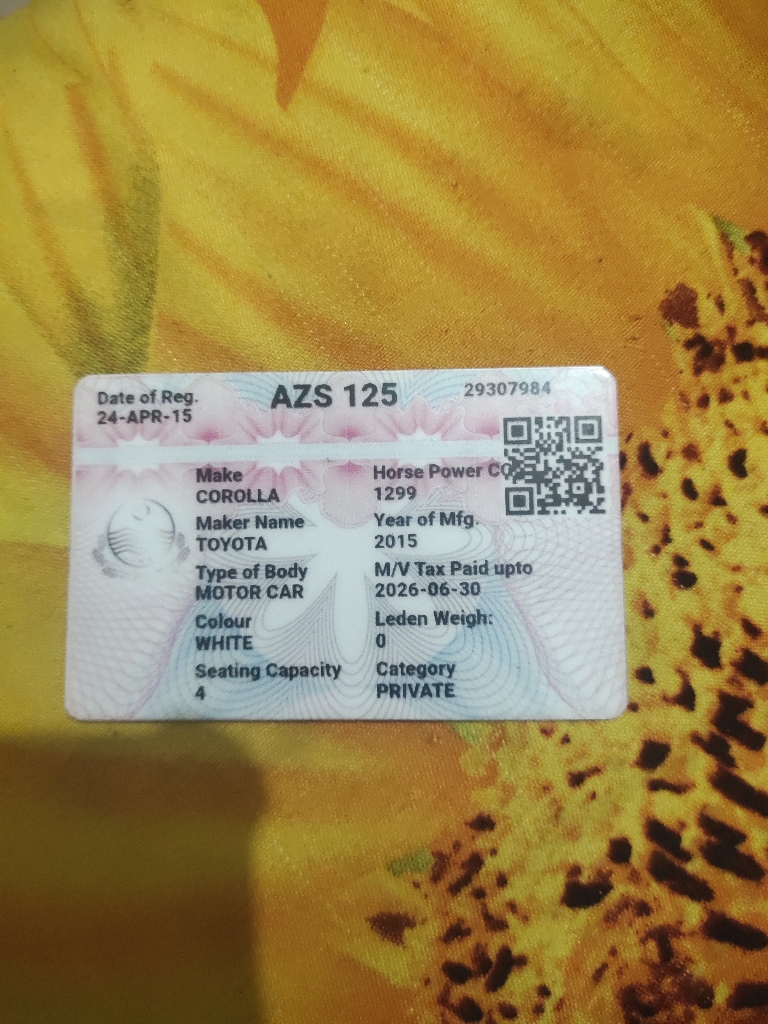 Date of Reg.
24-APR-15
AZS 125
29307984
Make
COROLLA
Horse Power
1299
Maker Name
TOYOTA
Year of Mfg.
2015
Type of Body
MOTOR CAR
M/V Tax Paid upto
2026-06-30
Colour
WHITE
Leden Weigh:
0
Seating Capacity
4
Category
PRIVATE